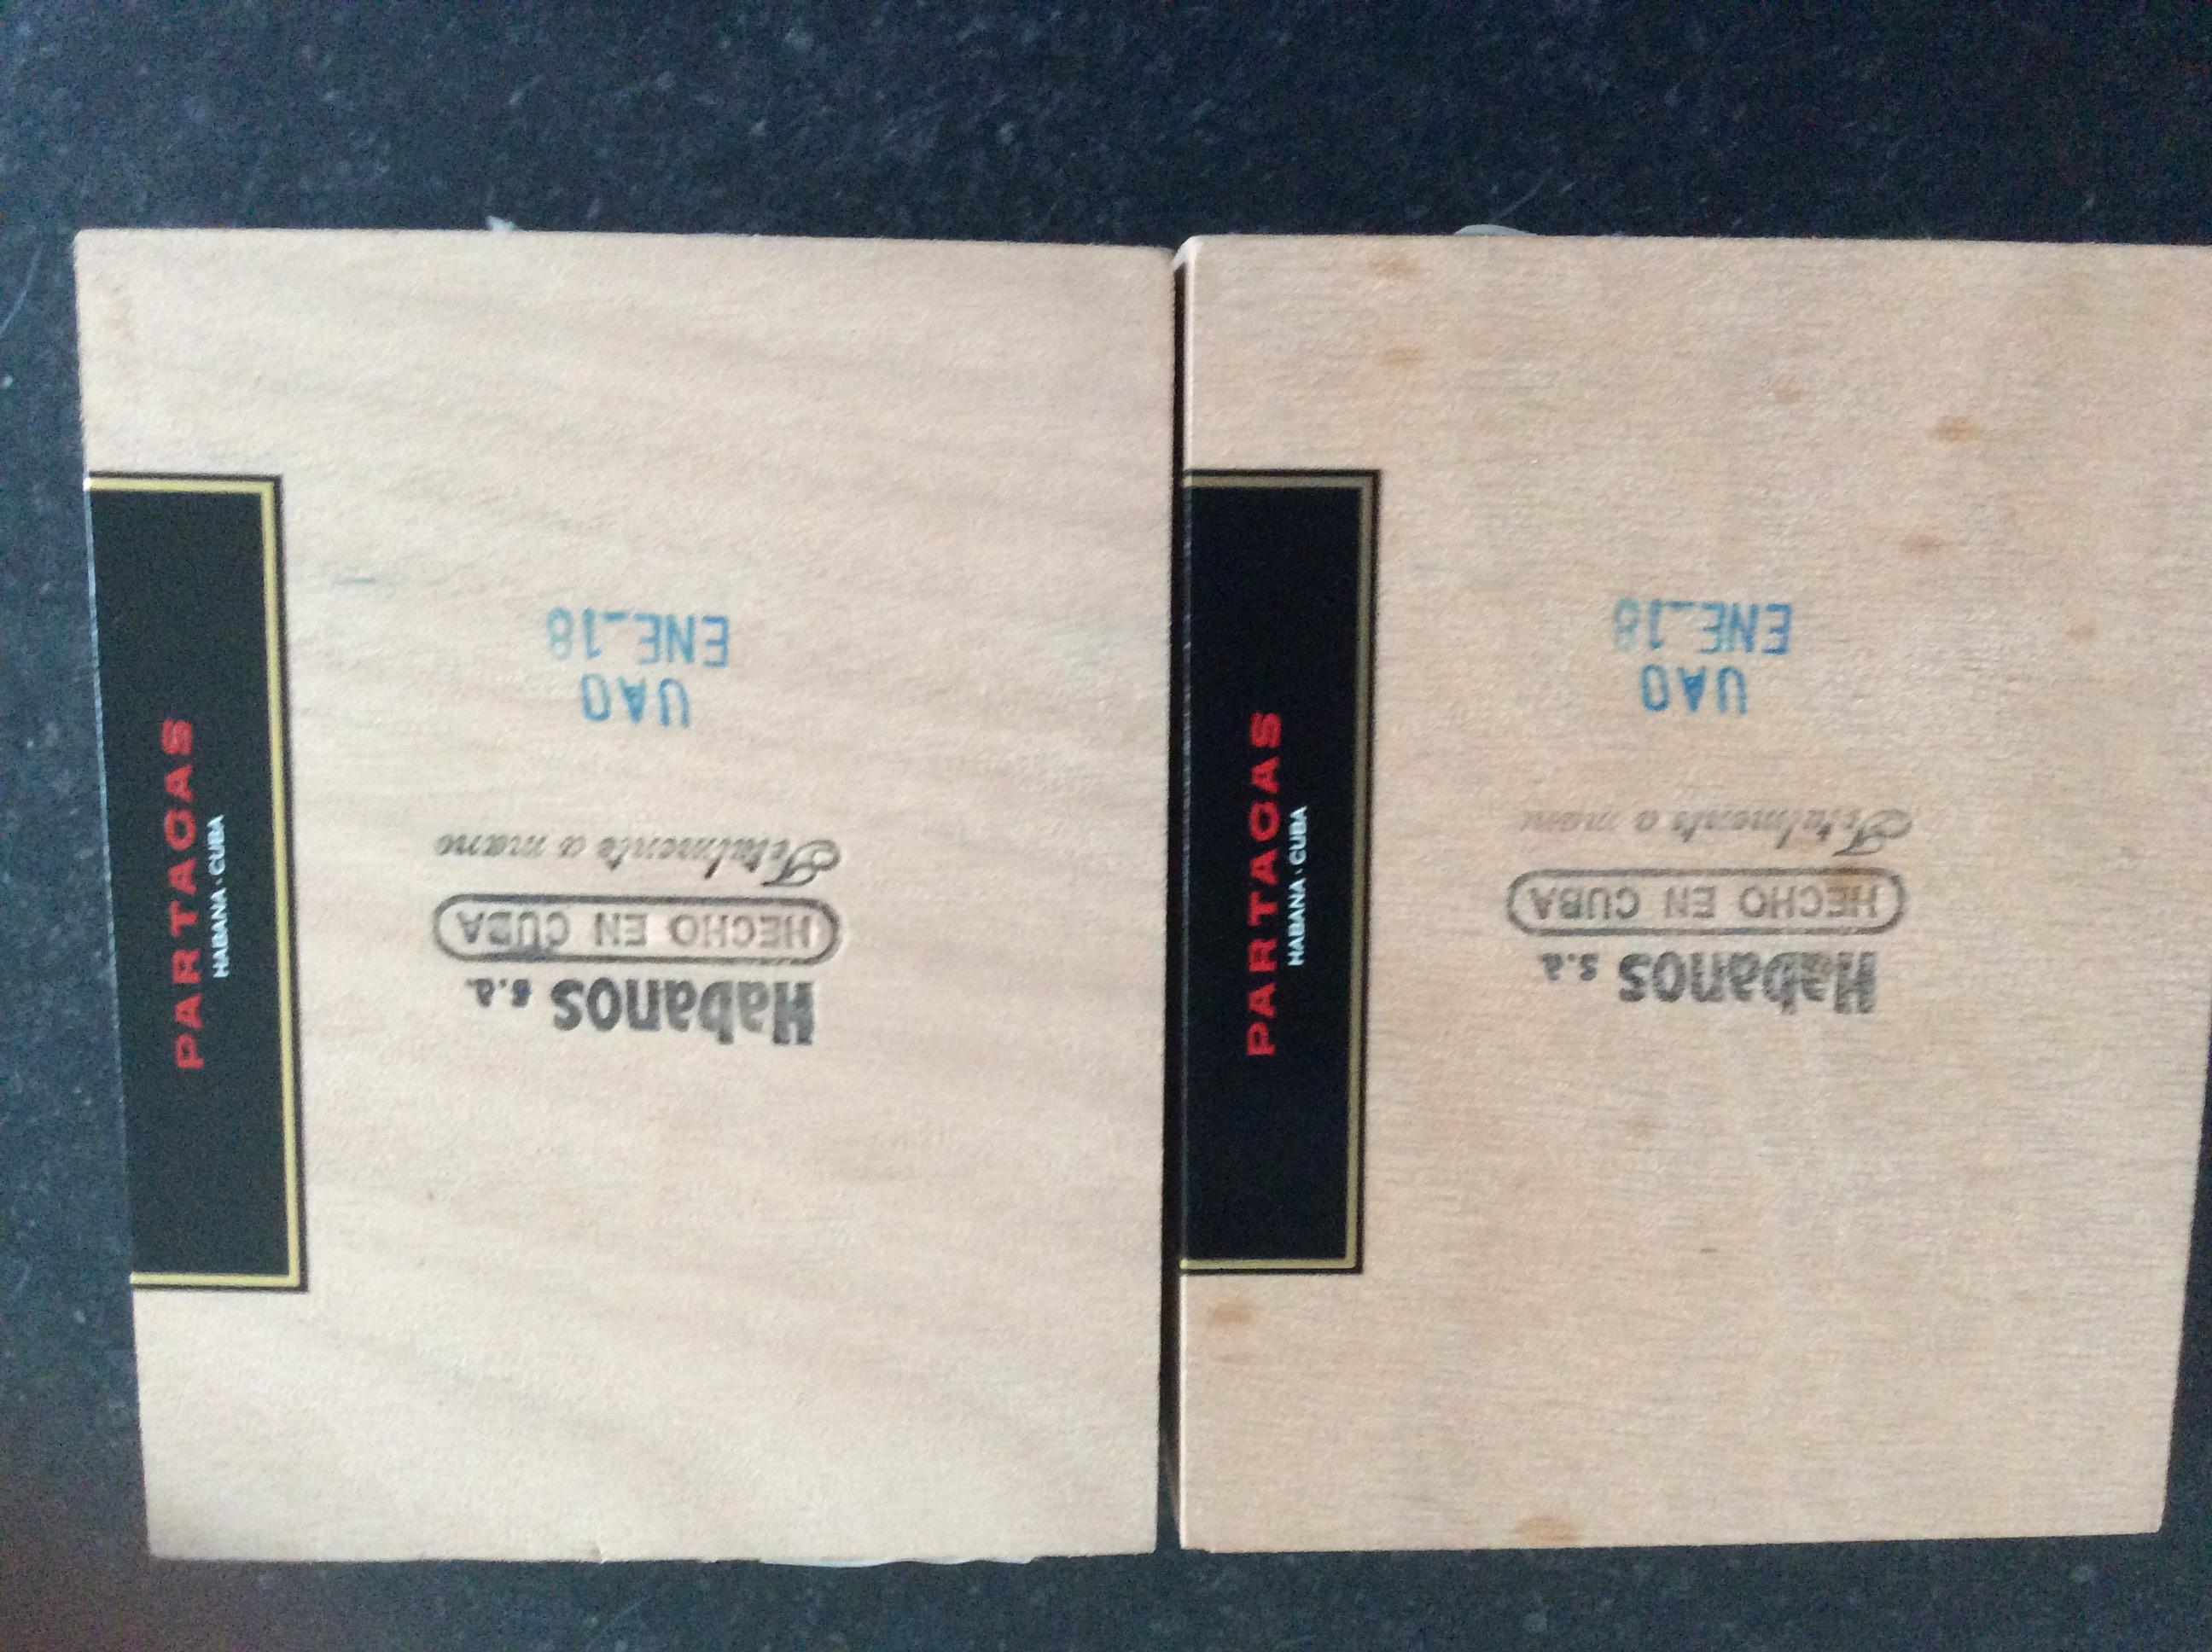 PARTAGAS
HABANA · CUBA
Habanos s.a.
HECHO EN CUBA
Totalmente a mano
UAO
ENE_18
PARTAGAS
HABANA · CUBA
Habanos s.a.
HECHO EN CUBA
Totalmente a mano
UAO
ENE_18